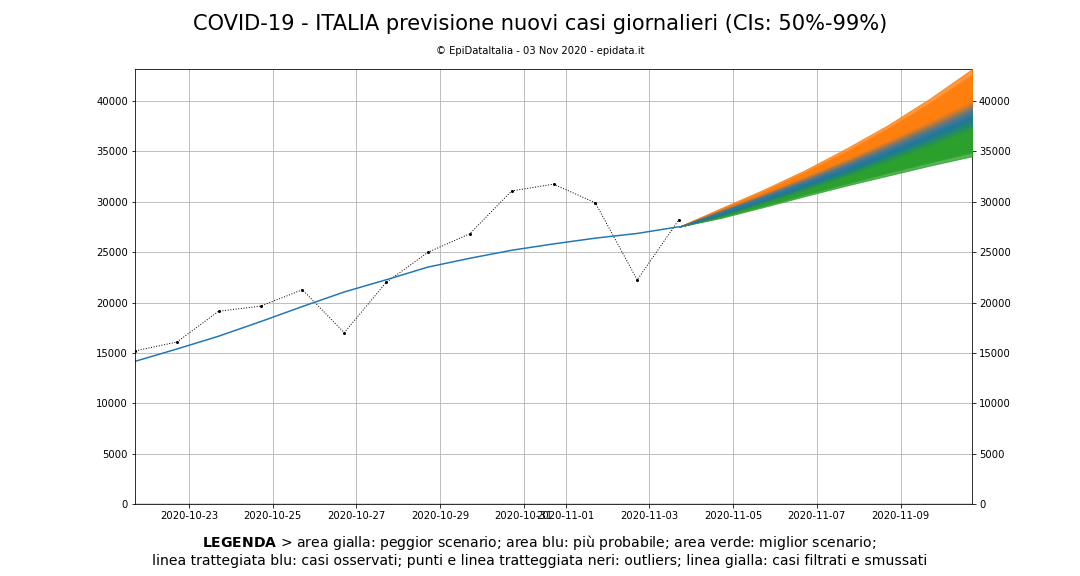 COVID-19 - ITALIA previsione nuovi casi giornalieri (CIs: 50%-99%)
© EpiDataItalia - 03 Nov 2020 - epidata.it
40000 40000
35000 35000
30000 30000
25000 25000
20000 20000
15000 15000
10000 10000
5000 5000
0 0
2020-10-23 2020-10-25 2020-10-27 2020-10-29 2020-10-31 2020-11-01 2020-11-03 2020-11-05 2020-11-07 2020-11-09
LEGENDA > area gialla: peggior scenario; area blu: più probabile; area verde: miglior scenario;
linea trattegiata blu: casi osservati; punti e linea tratteggiata neri: outliers; linea gialla: casi filtrati e smussati